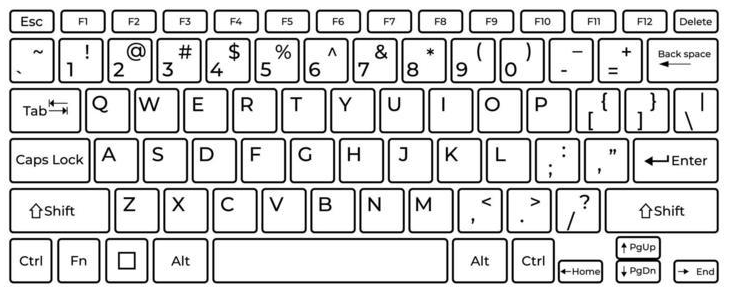 Esc F1 F2 F3 F4 F5 F6 F7 F8 F9 F10 F11 F12 Delete
~ ! @ # $ % ^ & * ( ) – + Back space
` 1 2 3 4 5 6 7 8 9 0 - =
Tab Q W E R T Y U I O P { } |
[ ] \
Caps Lock A S D F G H J K L : ” Enter
; ,
Shift Z X C V B N M < > ? Shift
, . /
Ctrl Fn Alt Alt Ctrl Home PgUp PgDn End